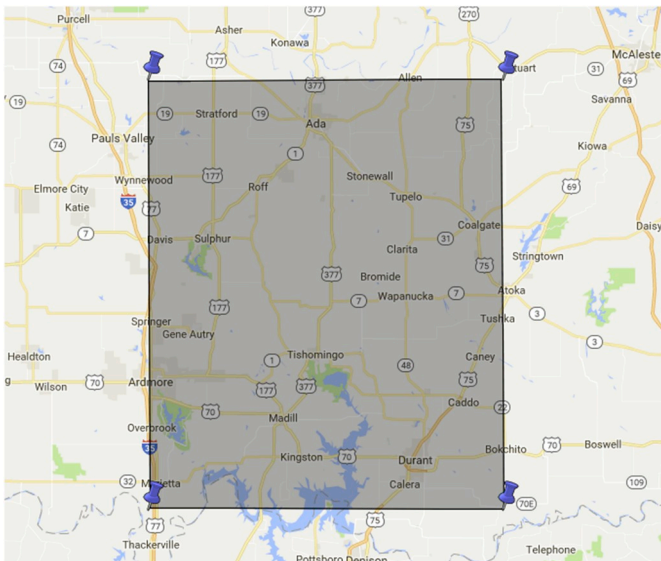 377
270
Purcell
Asher
Konawa
177
74
McAleste
Allen
tuart
31
69
377
Savanna
19
19
Stratford
19
Ada
75
Pauls Valley
74
1
Kiowa
Stonewall
Wynnewood
177
Roff
69
Elmore City
Tupelo
Katie
35
77
Coalgate
Daisy
7
Davis
Sulphur
31
Clarita
Stringtown
75
377
Bromide
Atoka
7
Wapanucka
7
177
Tushka
3
Springer
Gene Autry
3
Healdton
Tishomingo
Caney
1
48
g
Wilson
70
Ardmore
177
377
75
Caddo
22
70
Madill
Overbrook
35
Bokchito
70
Boswell
Kingston
70
Durant
32
Marietta
Calera
109
70E
77
75
Thackerville
Telephone
Pottsboro
Denison